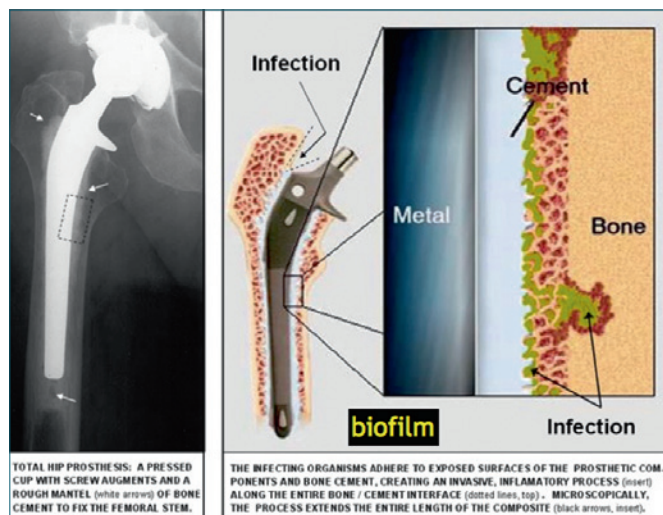 Infection
Cement
Metal
Bone
biofilm
Infection
TOTAL HIP PROSTHESIS: A PRESSED
CUP WITH SCREW AUGMENTS AND A
ROUGH MANTEL (white arrows) OF BONE
CEMENT TO FIX THE FEMORAL STEM.
THE INFECTING ORGANISMS ADHERE TO EXPOSED SURFACES OF THE PROSTHETIC COM-
PONENTS AND BONE CEMENT, CREATING AN INVASIVE, INFLAMATORY PROCESS (insert)
ALONG THE ENTIRE BONE / CEMENT INTERFACE (dotted lines, top). MICROSCOPICALLY,
THE PROCESS EXTENDS THE ENTIRE LENGTH OF THE COMPOSITE (black arrows, insert).